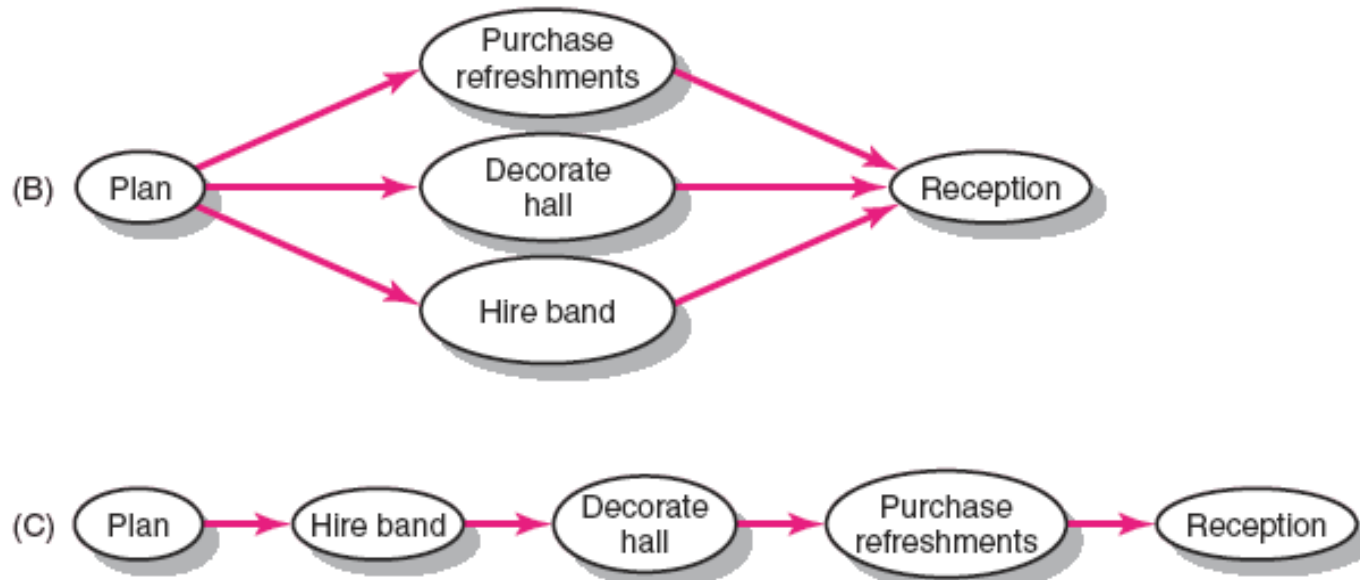 Purchase
refreshments
(B)
Plan
Decorate
hall
Reception
Hire band
(C)
Plan
Hire band
Decorate
hall
Purchase
refreshments
Reception